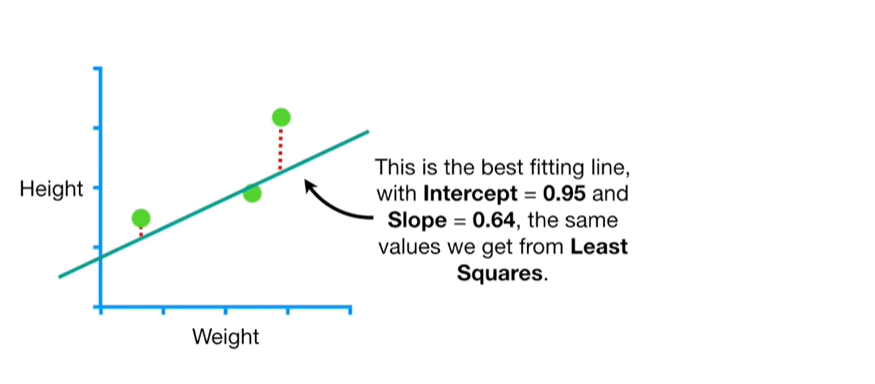 Height
This is the best fitting line,
with Intercept = 0.95 and
Slope = 0.64, the same
values we get from Least
Squares.
Weight